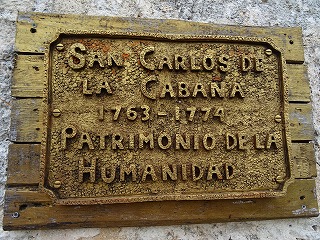 SAN CARLOS DE
LA CABAÑA
1763-1774
PATRIMONIO DE LA
HUMANIDAD